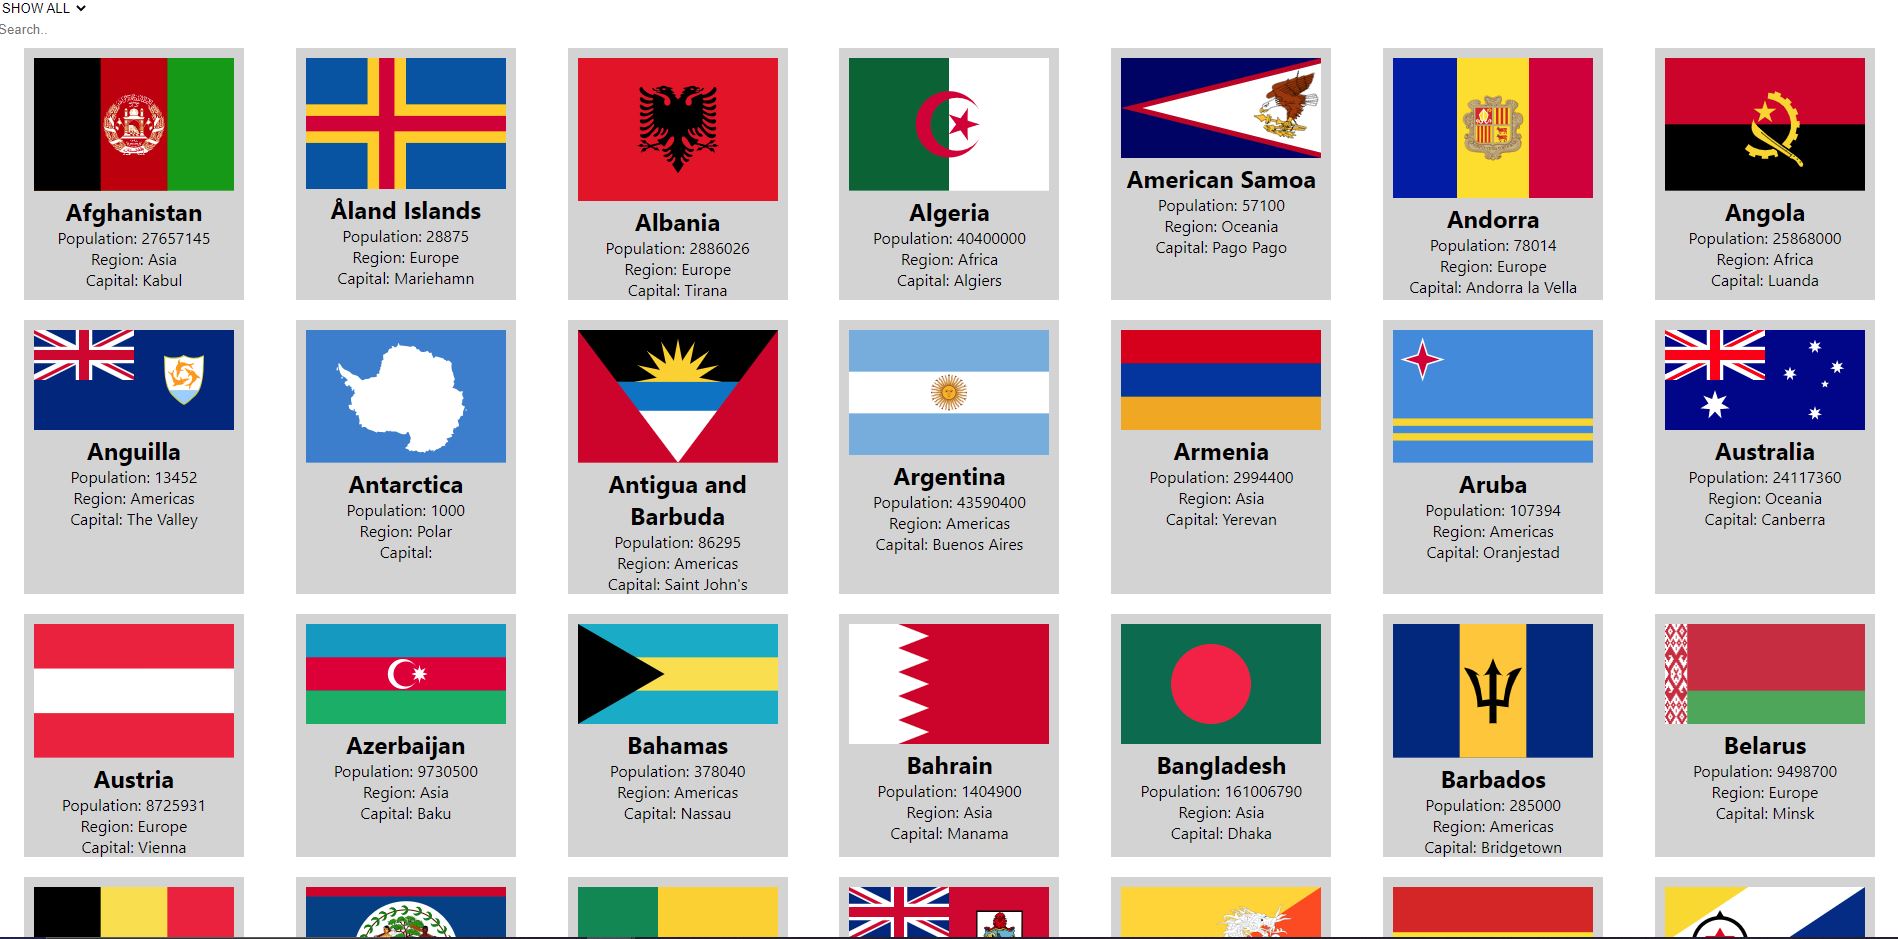 SHOW ALL
Search..
Afghanistan
Population: 27657145
Region: Asia
Capital: Kabul
Åland Islands
Population: 28875
Region: Europe
Capital: Mariehamn
Albania
Population: 2886026
Region: Europe
Capital: Tirana
Algeria
Population: 40400000
Region: Africa
Capital: Algiers
American Samoa
Population: 57100
Region: Oceania
Capital: Pago Pago
Andorra
Population: 78014
Region: Europe
Capital: Andorra la Vella
Angola
Population: 25868000
Region: Africa
Capital: Luanda
Anguilla
Population: 13452
Region: Americas
Capital: The Valley
Antarctica
Population: 1000
Region: Polar
Capital:
Antigua and
Barbuda
Population: 86295
Region: Americas
Capital: Saint John's
Argentina
Population: 43590400
Region: Americas
Capital: Buenos Aires
Armenia
Population: 2994400
Region: Asia
Capital: Yerevan
Aruba
Population: 107394
Region: Americas
Capital: Oranjestad
Australia
Population: 24117360
Region: Oceania
Capital: Canberra
Austria
Population: 8725931
Region: Europe
Capital: Vienna
Azerbaijan
Population: 9730500
Region: Asia
Capital: Baku
Bahamas
Population: 378040
Region: Americas
Capital: Nassau
Bahrain
Population: 1404900
Region: Asia
Capital: Manama
Bangladesh
Population: 161006790
Region: Asia
Capital: Dhaka
Barbados
Population: 285000
Region: Americas
Capital: Bridgetown
Belarus
Population: 9498700
Region: Europe
Capital: Minsk